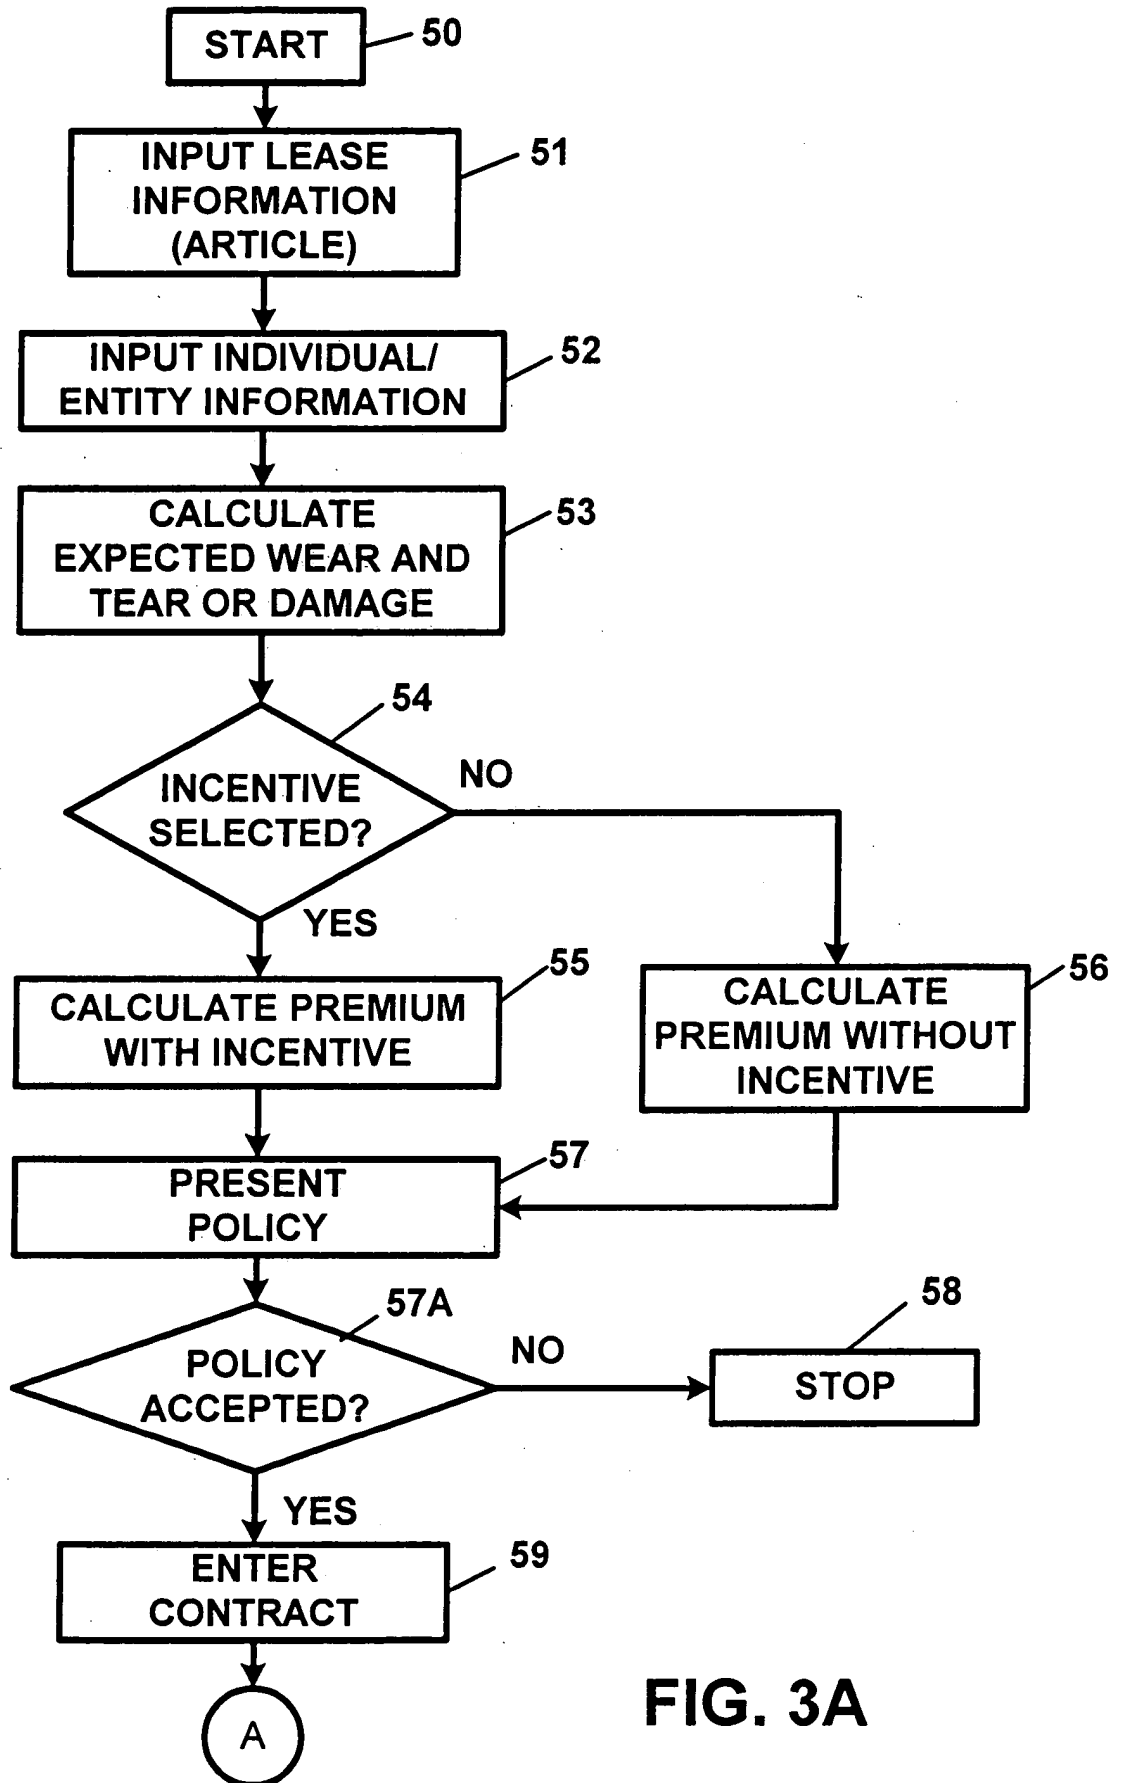 START
50
INPUT LEASE
INFORMATION
(ARTICLE)
51
INPUT INDIVIDUAL/
ENTITY INFORMATION
52
CALCULATE
EXPECTED WEAR AND
TEAR OR DAMAGE
53
54
INCENTIVE
SELECTED?
NO
YES
CALCULATE PREMIUM
WITH INCENTIVE
55
CALCULATE
PREMIUM WITHOUT
INCENTIVE
56
PRESENT
POLICY
57
57A
POLICY
ACCEPTED?
NO
58
STOP
YES
ENTER
CONTRACT
59
A
FIG. 3A